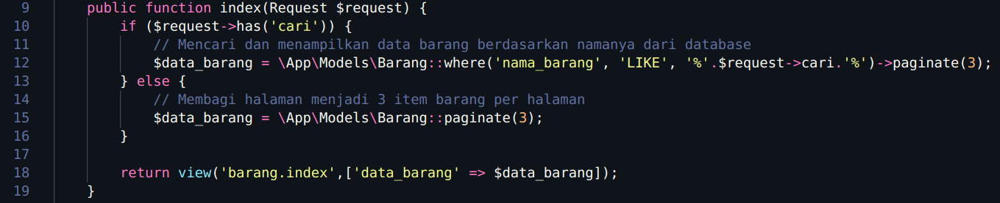 9 public function index(Request $request) {
10 if ($request->has('cari')) {
11 // Mencari dan menampilkan data barang berdasarkan namanya dari database
12 $data_barang = \App\Models\Barang::where('nama_barang', 'LIKE', '%'.$request->cari.'%')->paginate(3);
13 } else {
14 // Membagi halaman menjadi 3 item barang per halaman
15 $data_barang = \App\Models\Barang::paginate(3);
16 }
17
18 return view('barang.index',['data_barang' => $data_barang]);
19 }